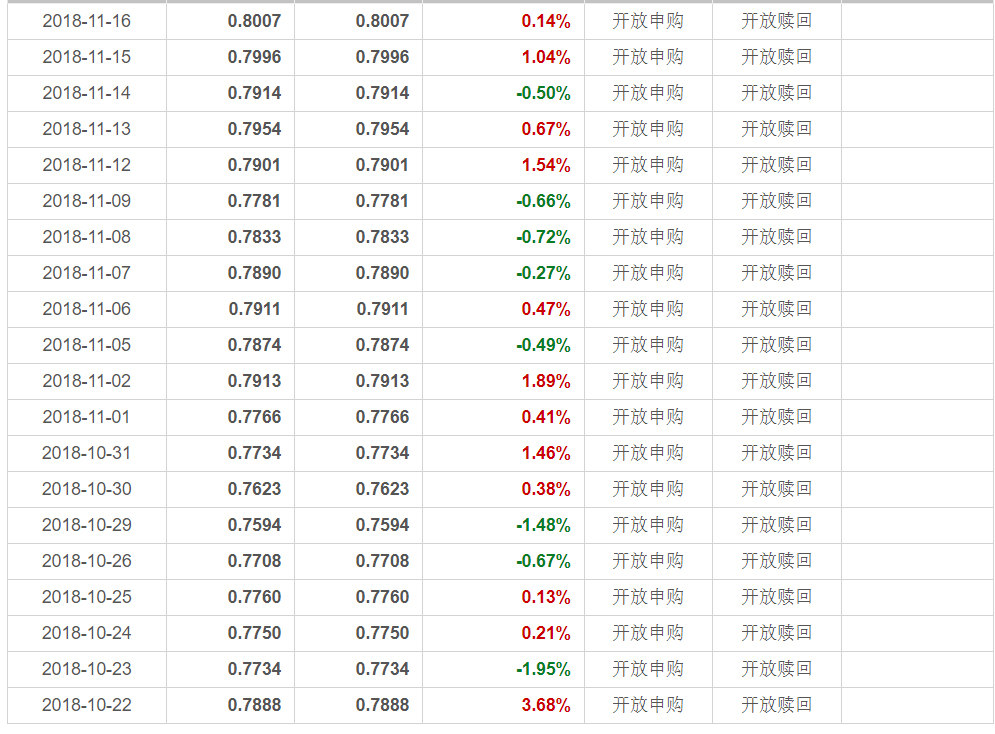 2018-11-16 0.8007 0.8007 0.14% 开放申购 开放赎回
2018-11-15 0.7996 0.7996 1.04% 开放申购 开放赎回
2018-11-14 0.7914 0.7914 -0.50% 开放申购 开放赎回
2018-11-13 0.7954 0.7954 0.67% 开放申购 开放赎回
2018-11-12 0.7901 0.7901 1.54% 开放申购 开放赎回
2018-11-09 0.7781 0.7781 -0.66% 开放申购 开放赎回
2018-11-08 0.7833 0.7833 -0.72% 开放申购 开放赎回
2018-11-07 0.7890 0.7890 -0.27% 开放申购 开放赎回
2018-11-06 0.7911 0.7911 0.47% 开放申购 开放赎回
2018-11-05 0.7874 0.7874 -0.49% 开放申购 开放赎回
2018-11-02 0.7913 0.7913 1.89% 开放申购 开放赎回
2018-11-01 0.7766 0.7766 0.41% 开放申购 开放赎回
2018-10-31 0.7734 0.7734 1.46% 开放申购 开放赎回
2018-10-30 0.7623 0.7623 0.38% 开放申购 开放赎回
2018-10-29 0.7594 0.7594 -1.48% 开放申购 开放赎回
2018-10-26 0.7708 0.7708 -0.67% 开放申购 开放赎回
2018-10-25 0.7760 0.7760 0.13% 开放申购 开放赎回
2018-10-24 0.7750 0.7750 0.21% 开放申购 开放赎回
2018-10-23 0.7734 0.7734 -1.95% 开放申购 开放赎回
2018-10-22 0.7888 0.7888 3.68% 开放申购 开放赎回